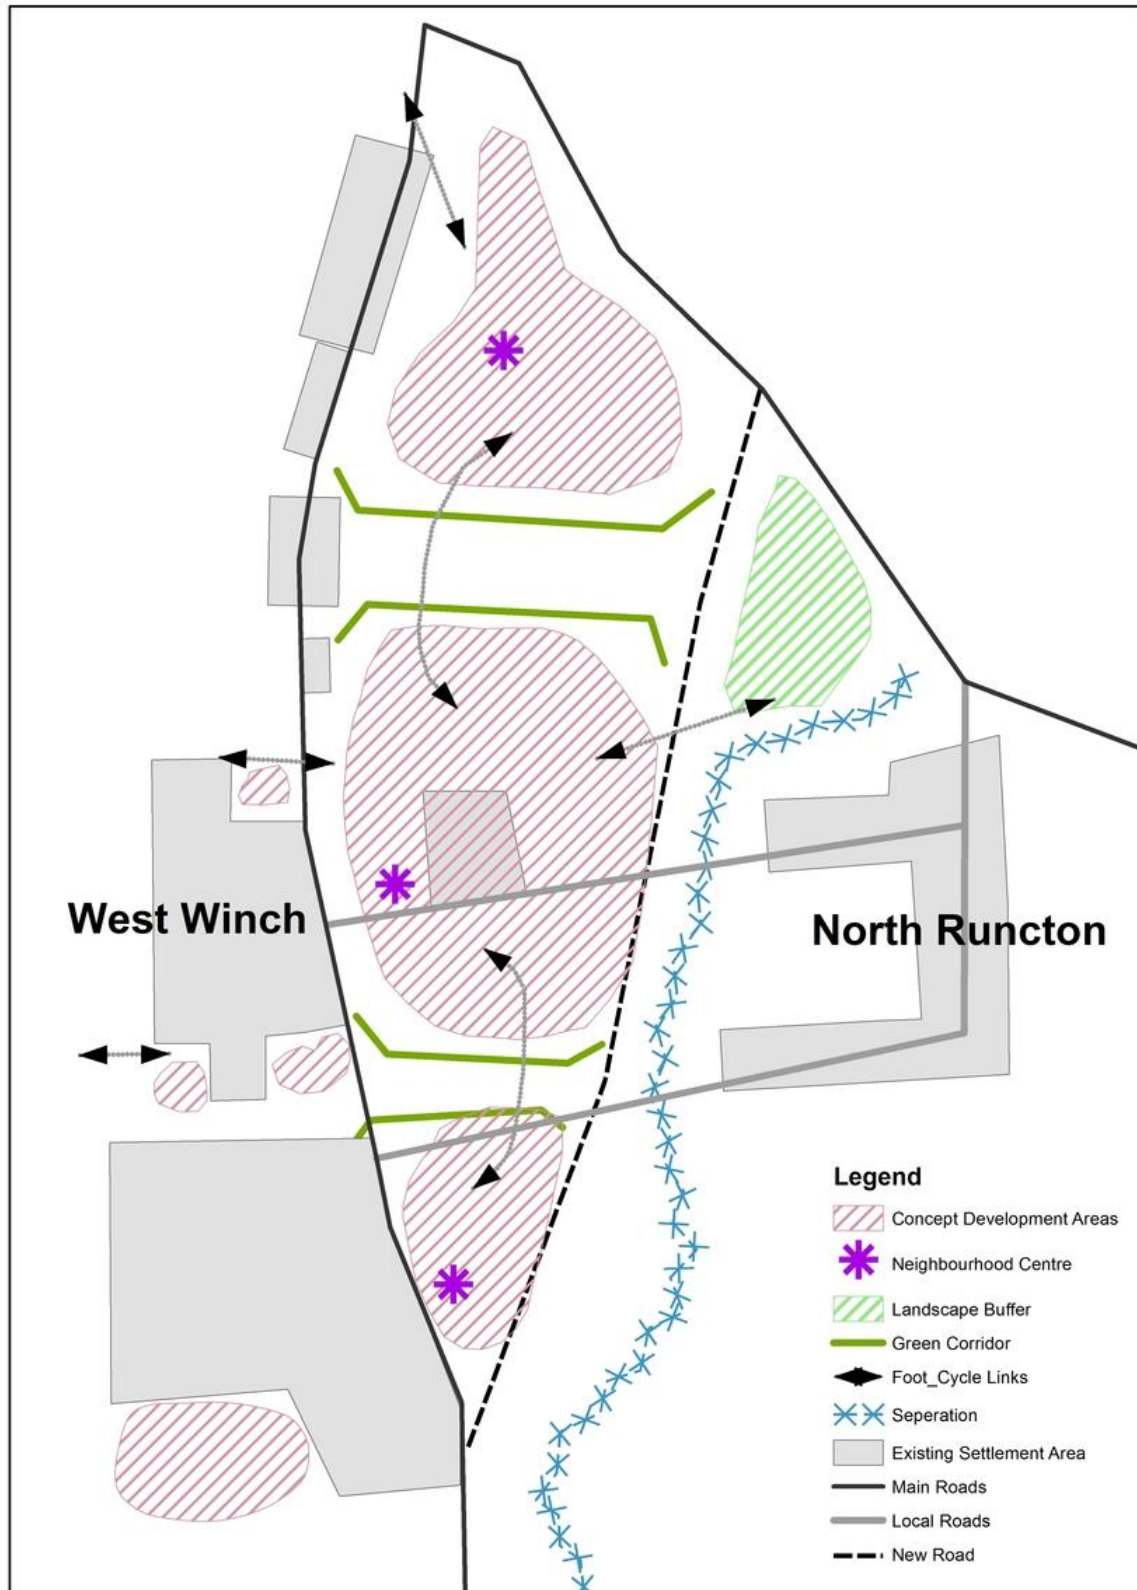 West Winch
North Runcton
Legend
Concept Development Areas
Neighbourhood Centre
Landscape Buffer
Green Corridor
Foot_Cycle Links
Seperation
Existing Settlement Area
Main Roads
Local Roads
New Road